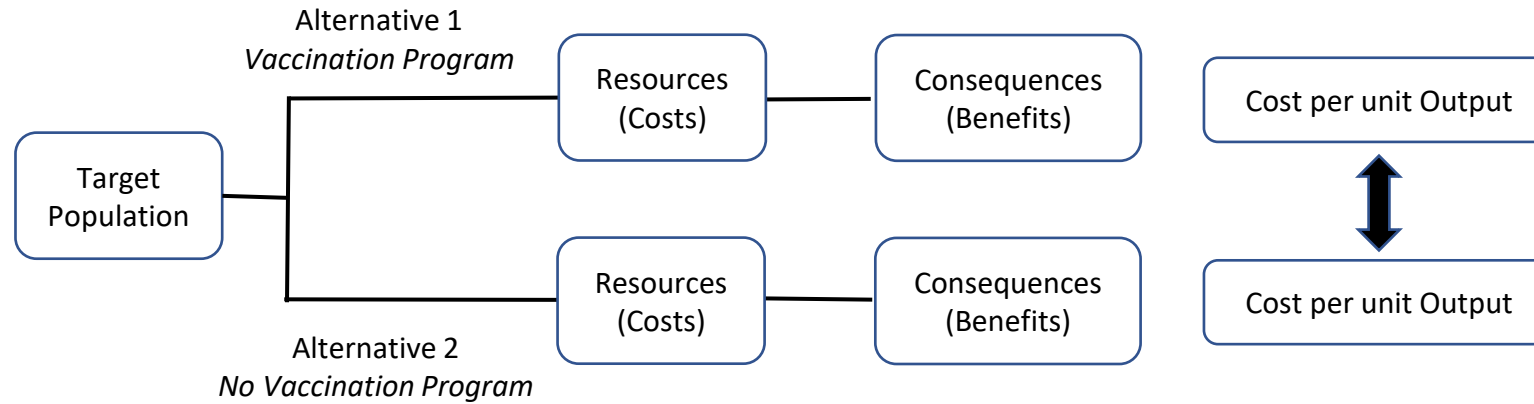 Alternative 1
Vaccination Program
Resources
(Costs)
Consequences
(Benefits)
Cost per unit Output
Target
Population
Resources
(Costs)
Consequences
(Benefits)
Cost per unit Output
Alternative 2
No Vaccination Program